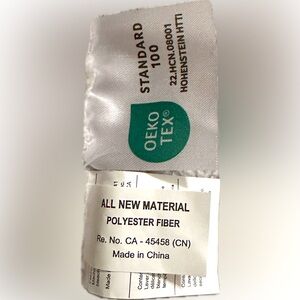 STANDARD
100
22.HCN.08001
HOHENSTEIN HTTI
OEKO
TEX®
ALL NEW MATERIAL
POLYESTER FIBER
Re. No. CA - 45458 (CN)
Made in China